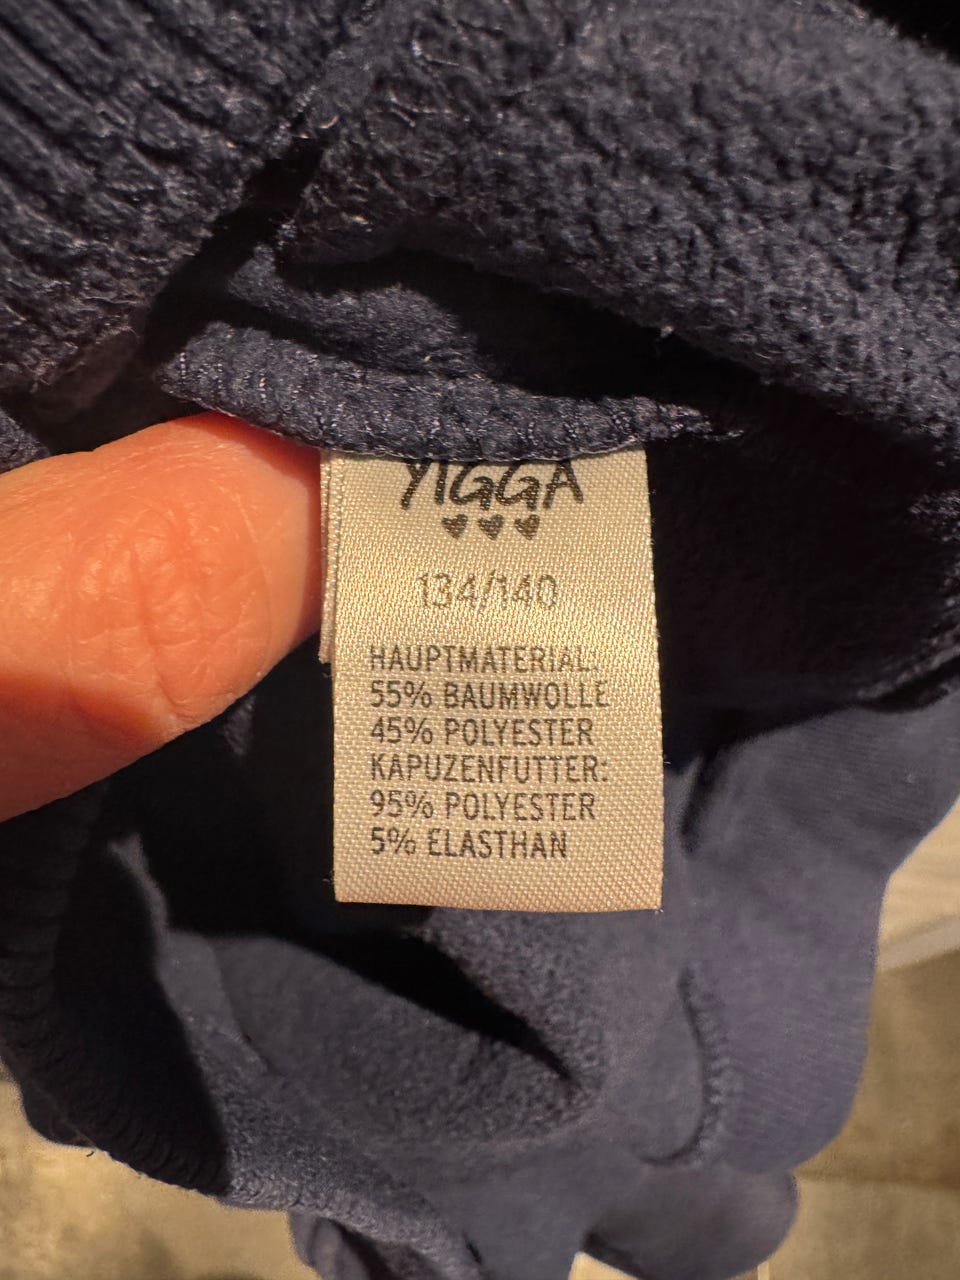 YIGGA
134/140
HAUPTMATERIAL:
55% BAUMWOLLE
45% POLYESTER
KAPUZENFUTTER:
95% POLYESTER
5% ELASTHAN